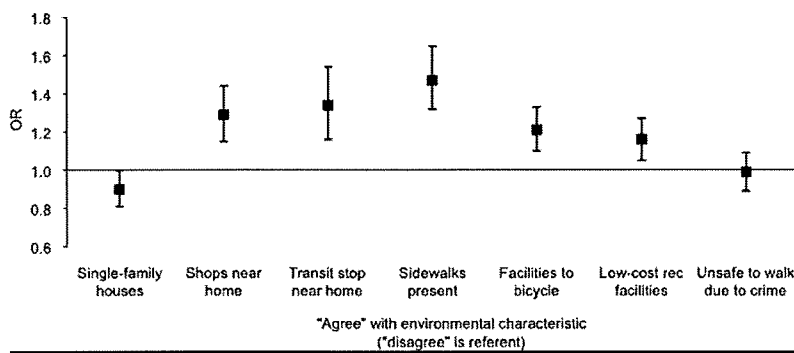 1.8
1.6
1.4
1.2
1.0
0.8
0.6
OR
Single-family houses
Shops near home
Transit stop near home
Sidewalks present
Facilities to bicycle
Low-cost rec facilities
Unsafe to walk due to crime
"Agree" with environmental characteristic
("disagree" is referent)